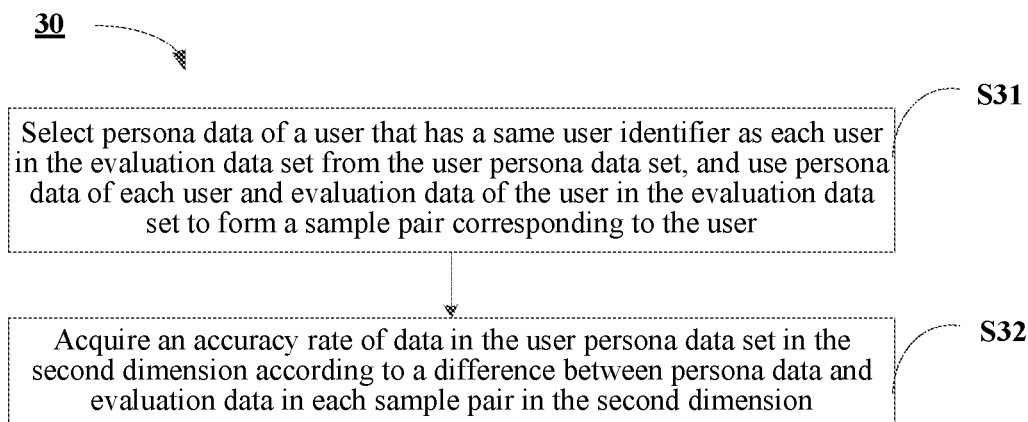 30
S31
Select persona data of a user that has a same user identifier as each user
in the evaluation data set from the user persona data set, and use persona
data of each user and evaluation data of the user in the evaluation data
set to form a sample pair corresponding to the user
S32
Acquire an accuracy rate of data in the user persona data set in the
second dimension according to a difference between persona data and
evaluation data in each sample pair in the second dimension